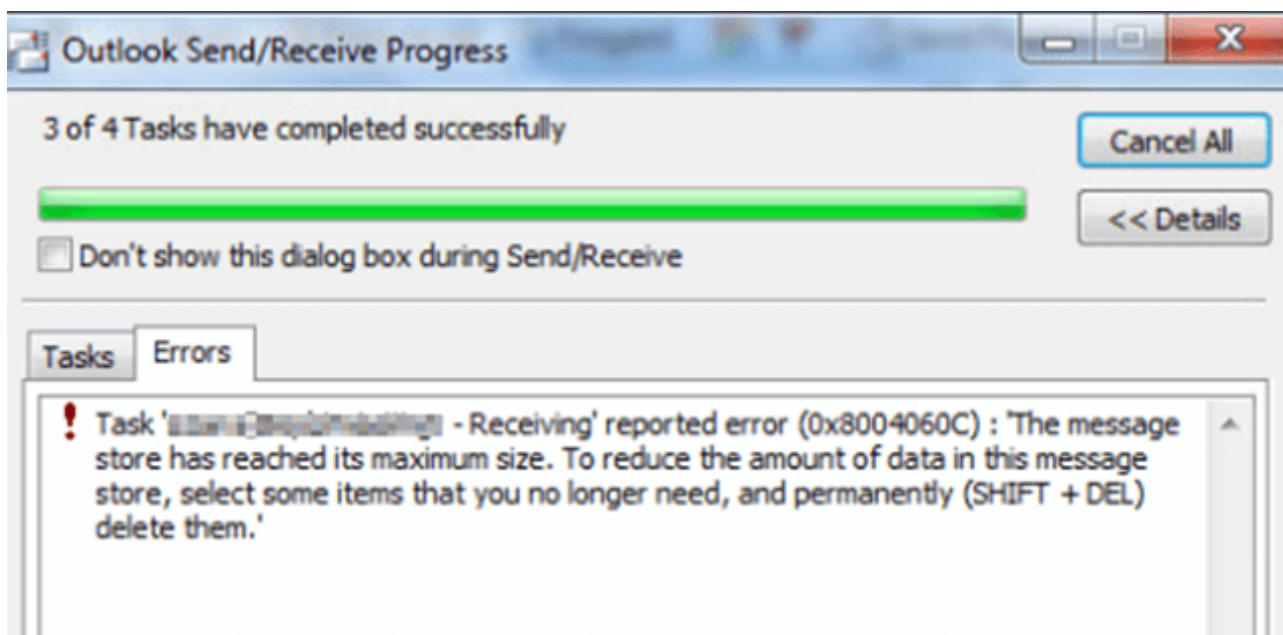 Outlook Send/Receive Progress
3 of 4 Tasks have completed successfully
Cancel All
<< Details
Don't show this dialog box during Send/Receive
Tasks
Errors
Task ' - Receiving' reported error (0x8004060C) : 'The message
store has reached its maximum size. To reduce the amount of data in this message
store, select some items that you no longer need, and permanently (SHIFT + DEL)
delete them.'